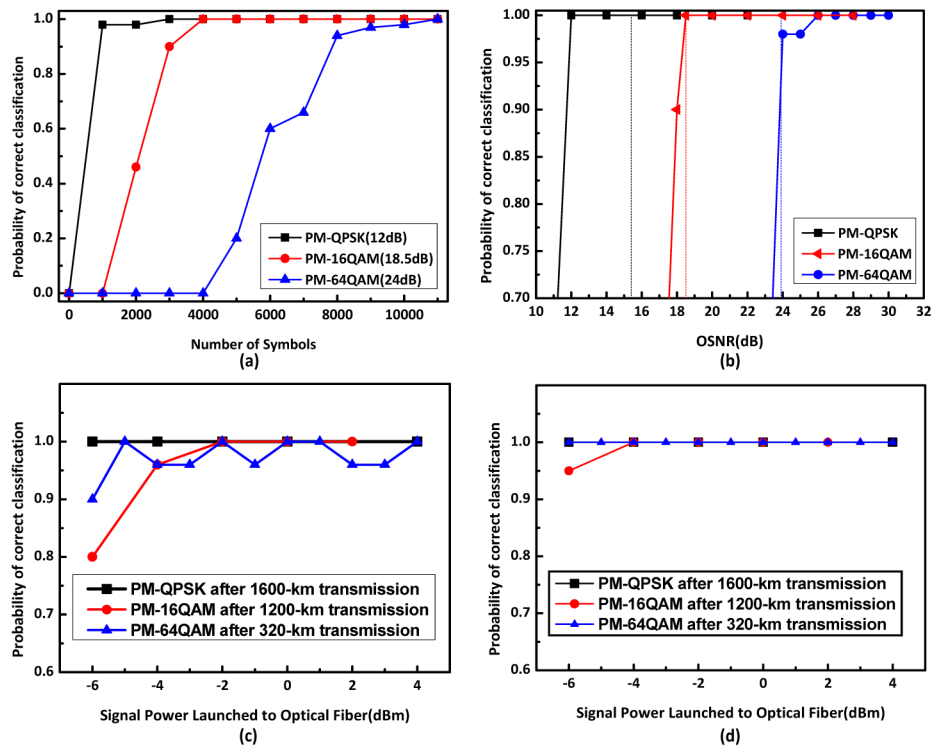 Probability of correct classification
1.0
0.8
0.6
0.4
0.2
0.0
PM-QPSK(12dB)
PM-16QAM(18.5dB)
PM-64QAM(24dB)
0 2000 4000 6000 8000 10000
Number of Symbols
(a)
Probability of correct classification
1.00
0.95
0.90
0.85
0.80
0.75
0.70
PM-QPSK
PM-16QAM
PM-64QAM
10 12 14 16 18 20 22 24 26 28 30 32
OSNR(dB)
(b)
Probability of correct classification
1.0
0.9
0.8
0.7
0.6
PM-QPSK after 1600-km transmission
PM-16QAM after 1200-km transmission
PM-64QAM after 320-km transmission
-6 -4 -2 0 2 4
Signal Power Launched to Optical Fiber(dBm)
(c)
Probability of correct classification
1.0
0.9
0.8
0.7
0.6
PM-QPSK after 1600-km transmission
PM-16QAM after 1200-km transmission
PM-64QAM after 320-km transmission
-6 -4 -2 0 2 4
Signal Power Launched to Optical Fiber(dBm)
(d)